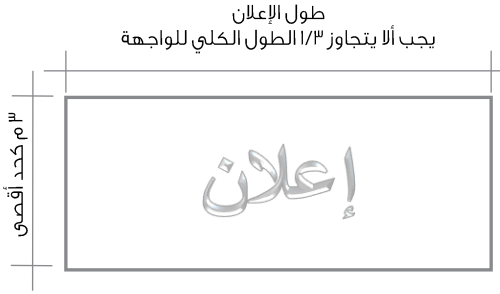 طول الإعلان
يجب ألا يتجاوز ١/٣ الطول الكلي للواجهة
٣ م كحد أقصى
إعلان